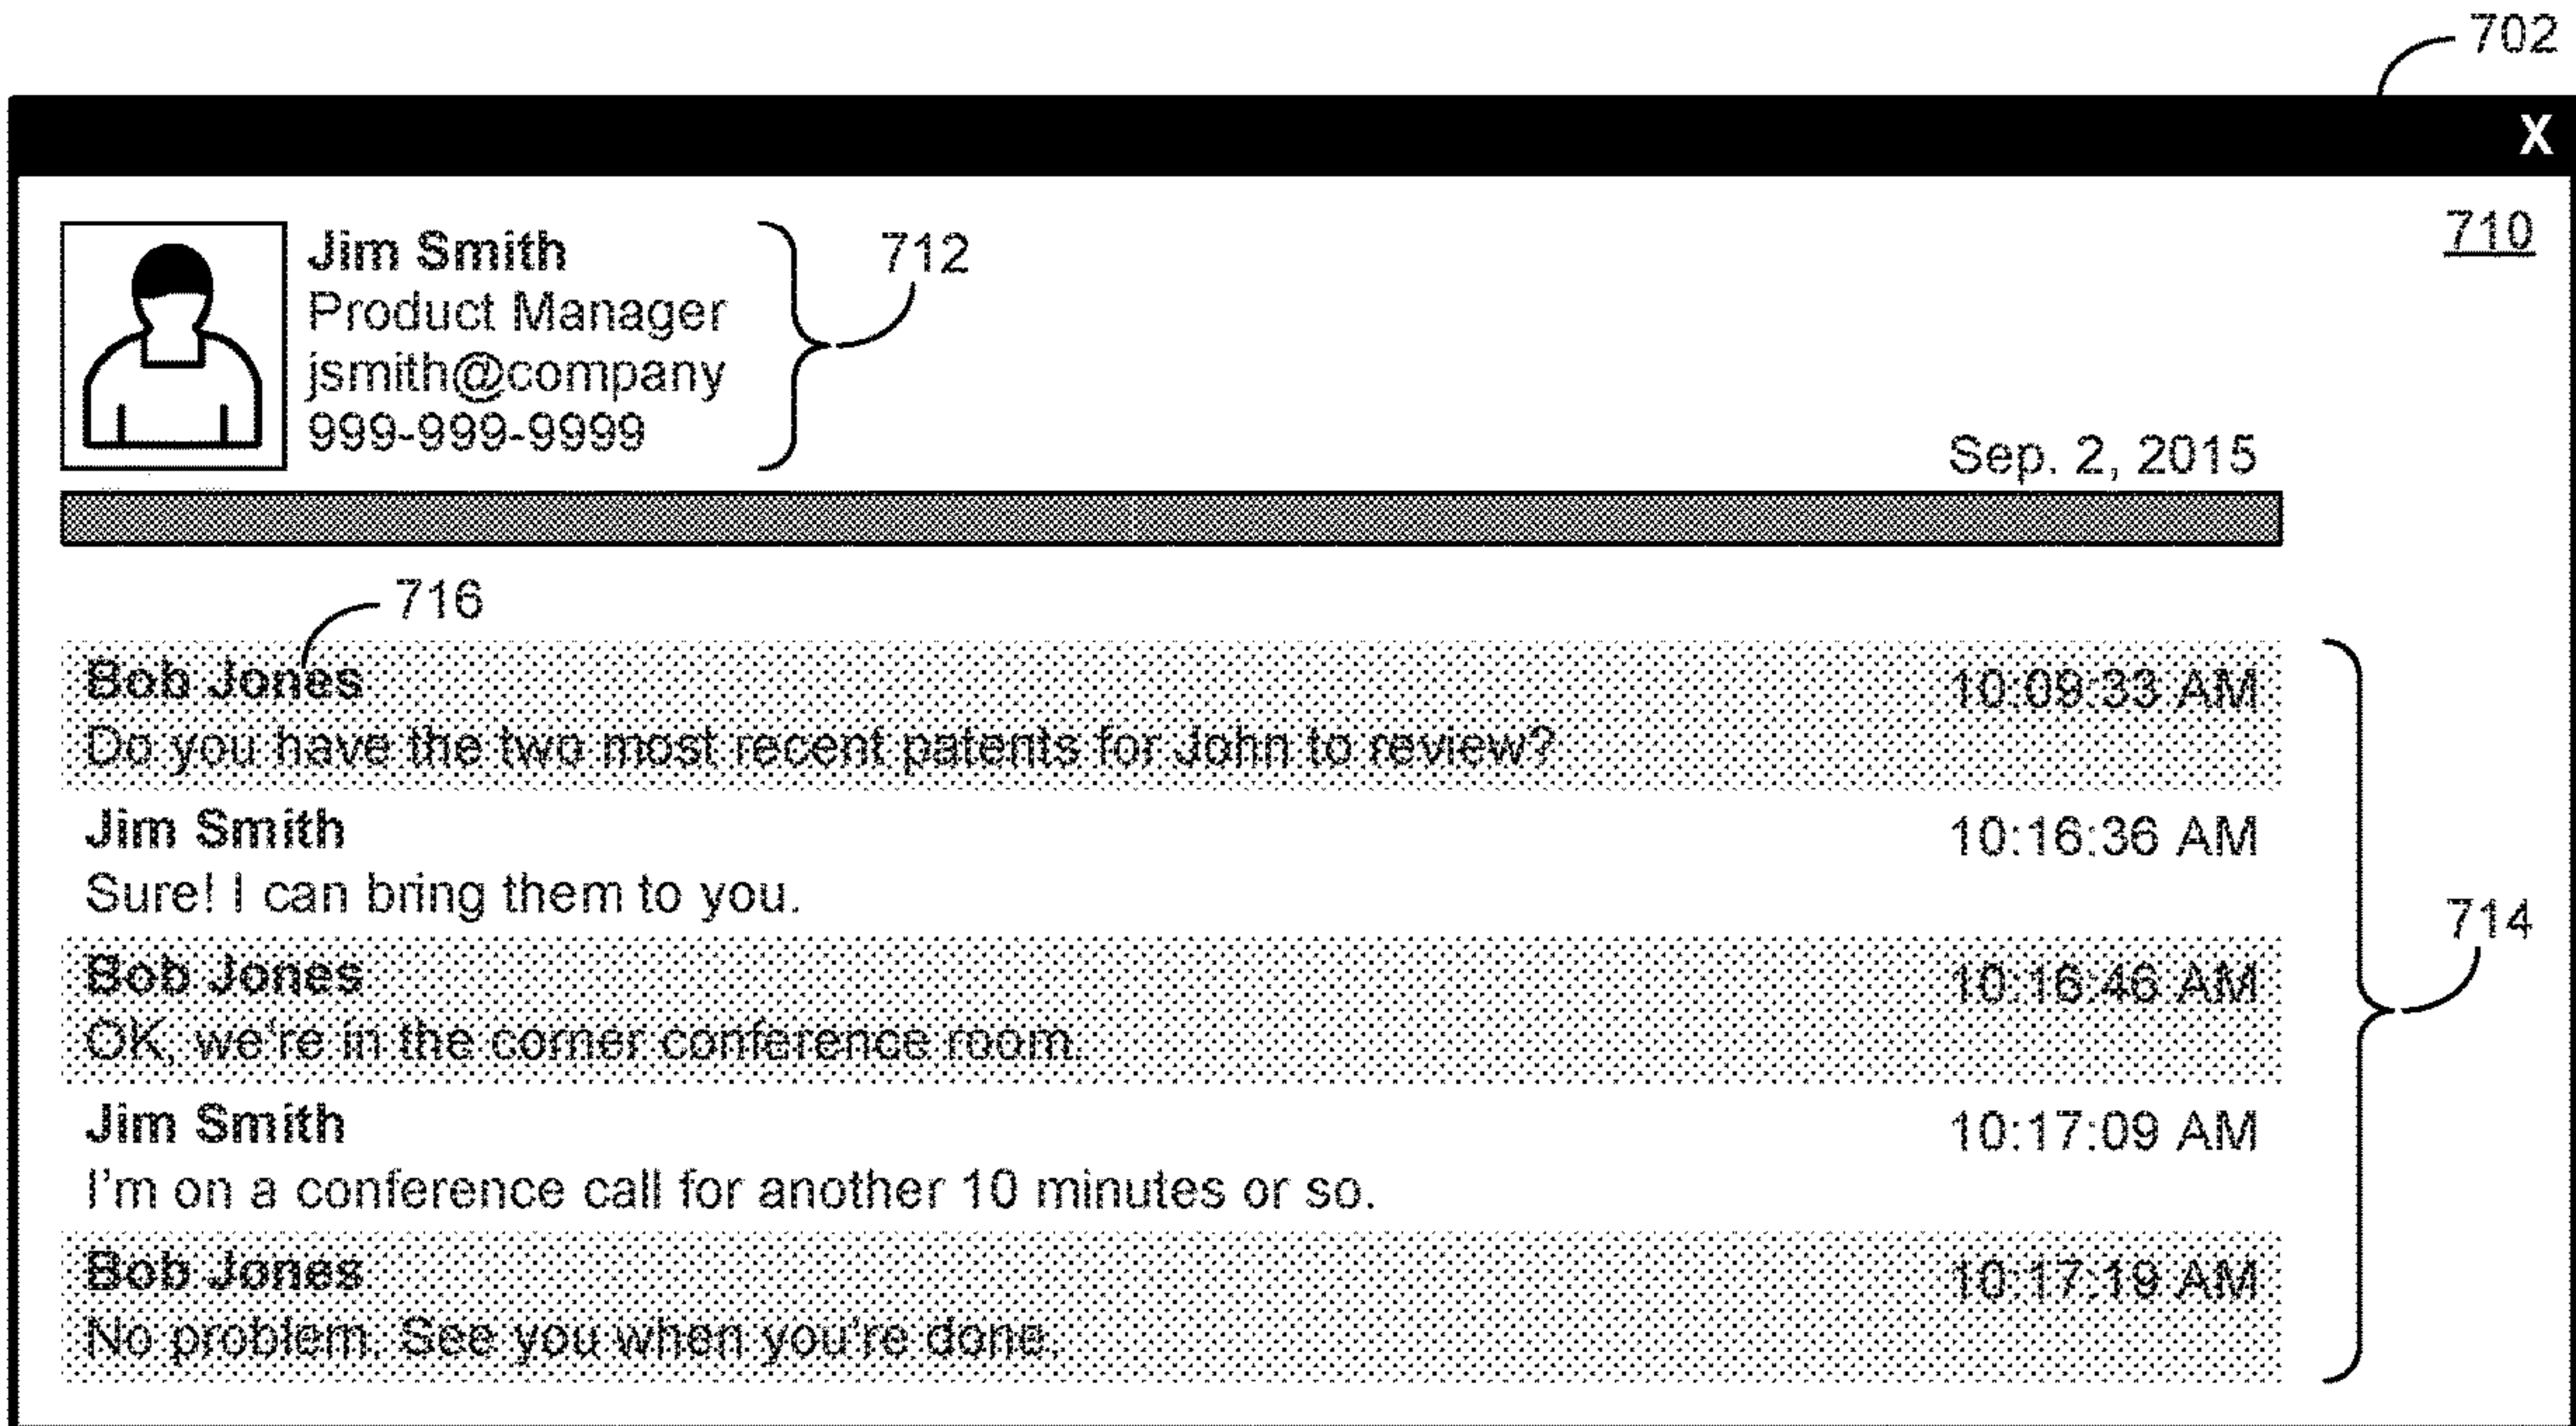 702
X
710
Jim Smith
712
Product Manager
jsmith@company
999-999-9999
Sep. 2, 2015
716
Bob Jones 10:09:33 AM
Do you have the two most recent patents for John to review?
Jim Smith 10:16:36 AM
Sure! I can bring them to you.
714
Bob Jones 10:16:46 AM
OK, we're in the corner conference room.
Jim Smith 10:17:09 AM
I'm on a conference call for another 10 minutes or so.
Bob Jones 10:17:19 AM
No problem. See you when you're done.